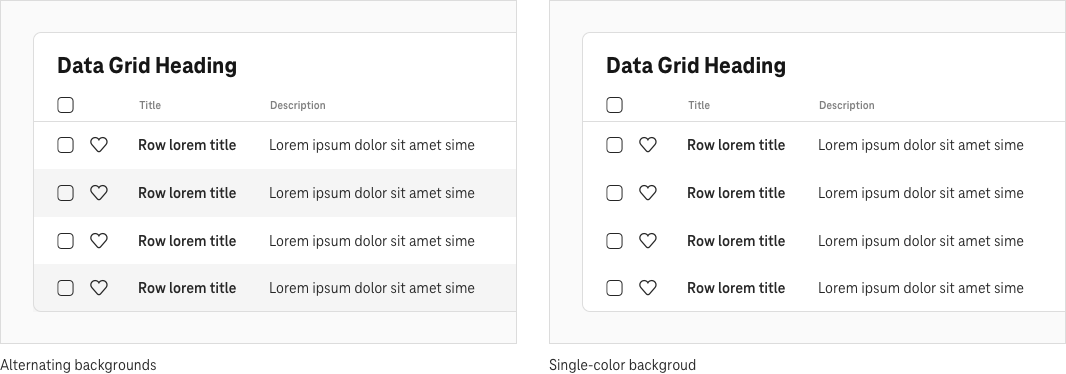 Data Grid Heading
Title Description
Row lorem title Lorem ipsum dolor sit amet sime
Row lorem title Lorem ipsum dolor sit amet sime
Row lorem title Lorem ipsum dolor sit amet sime
Row lorem title Lorem ipsum dolor sit amet sime
Alternating backgrounds
Data Grid Heading
Title Description
Row lorem title Lorem ipsum dolor sit amet sime
Row lorem title Lorem ipsum dolor sit amet sime
Row lorem title Lorem ipsum dolor sit amet sime
Row lorem title Lorem ipsum dolor sit amet sime
Single-color backgroud